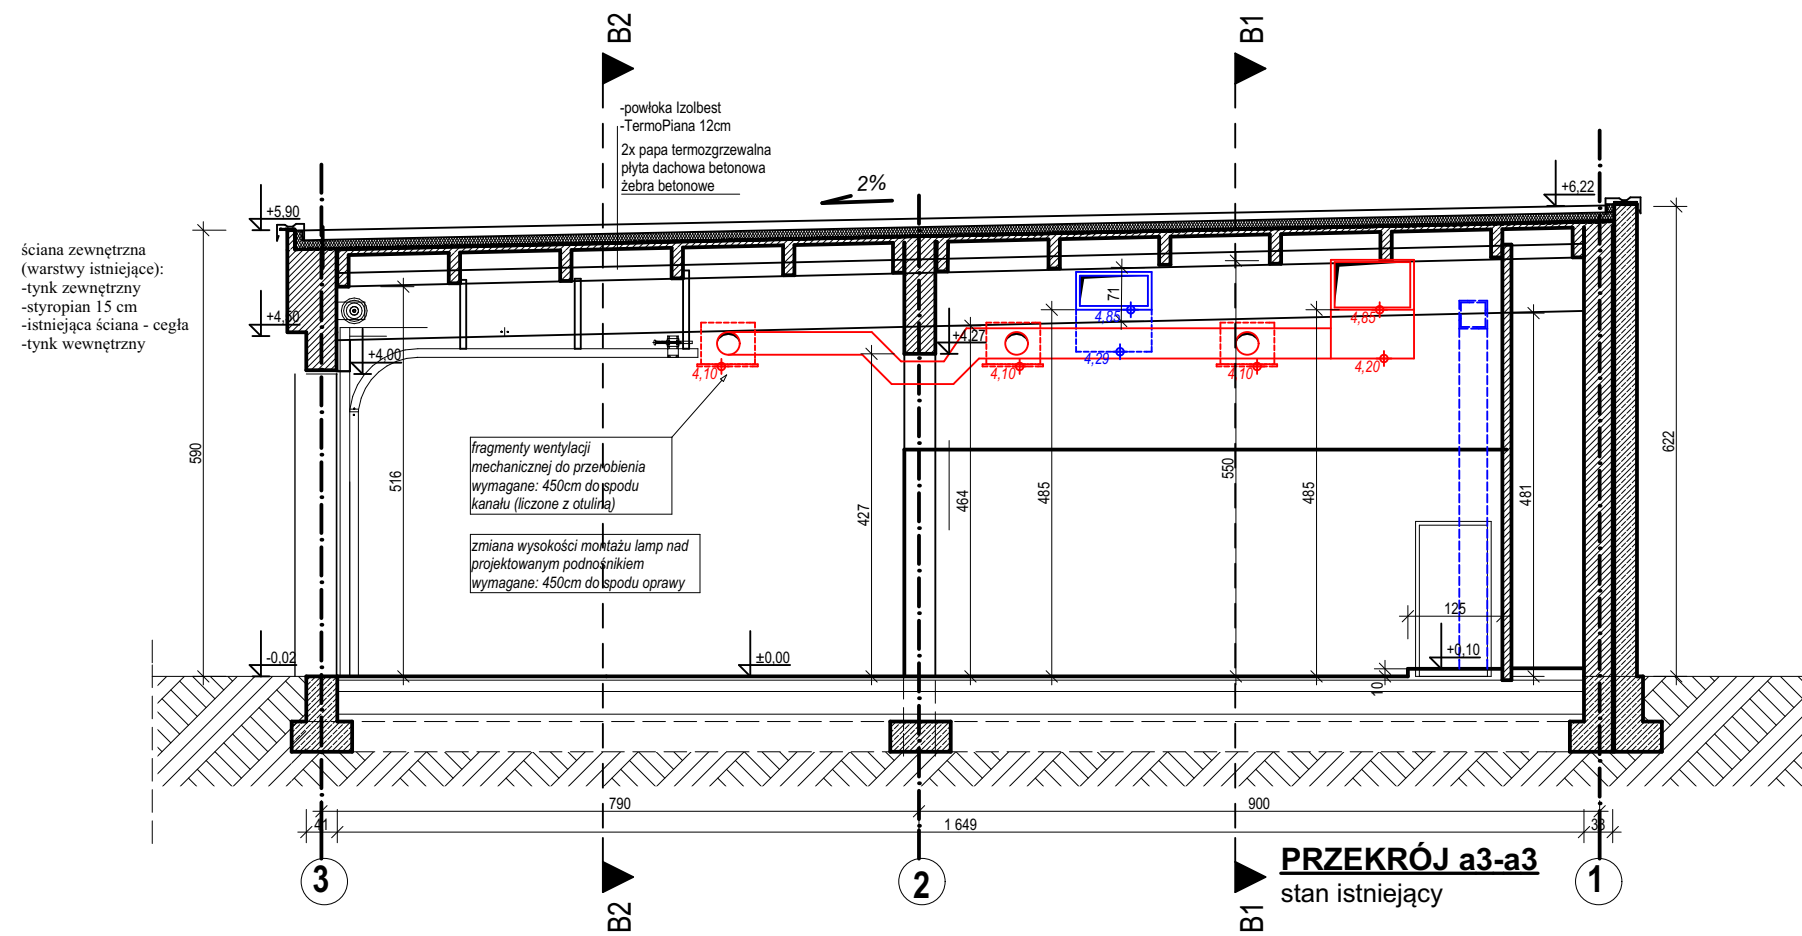 B2
B1
-powłoka Izolbest
-TermoPiana 12cm
2x papa termozgrzewalna
płyta dachowa betonowa
żebra betonowe
2%
+5,90
+6,22
ściana zewnętrzna
(warstwy istniejące):
-tynk zewnętrzny
-styropian 15 cm
-istniejąca ściana - cegła
-tynk wewnętrzny
+4,50
+4,00
+4,27
71
4,85
4,85
4,29
4,20
4,10
4,10
4,10
fragmenty wentylacji
mechanicznej do przerobienia
wymagane: 450cm do spodu
kanału (liczone z otuliną)
zmiana wysokości montażu lamp nad
projektowanym podnośnikiem
wymagane: 450cm do spodu oprawy
590
516
427
464
485
550
485
481
622
125
-0,02
±0,00
+0,10
10
790
900
41
1 649
38
3
2
1
B2
B1
PRZEKRÓJ a3-a3
stan istniejący